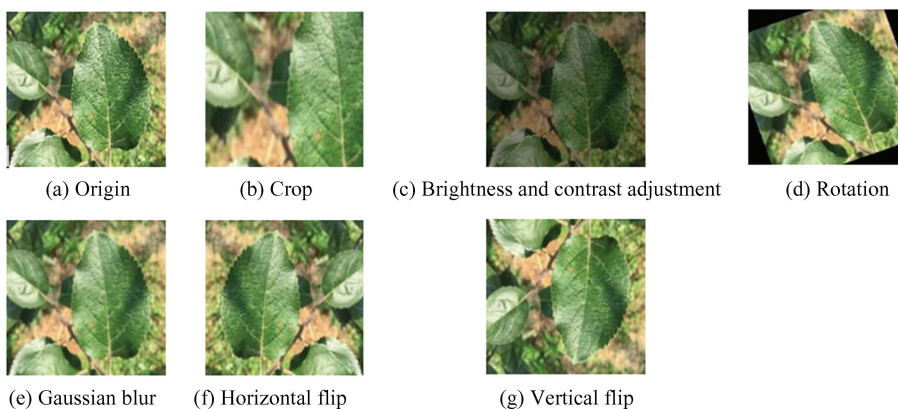 (a) Origin
(b) Crop
(c) Brightness and contrast adjustment
(d) Rotation
(e) Gaussian blur
(f) Horizontal flip
(g) Vertical flip